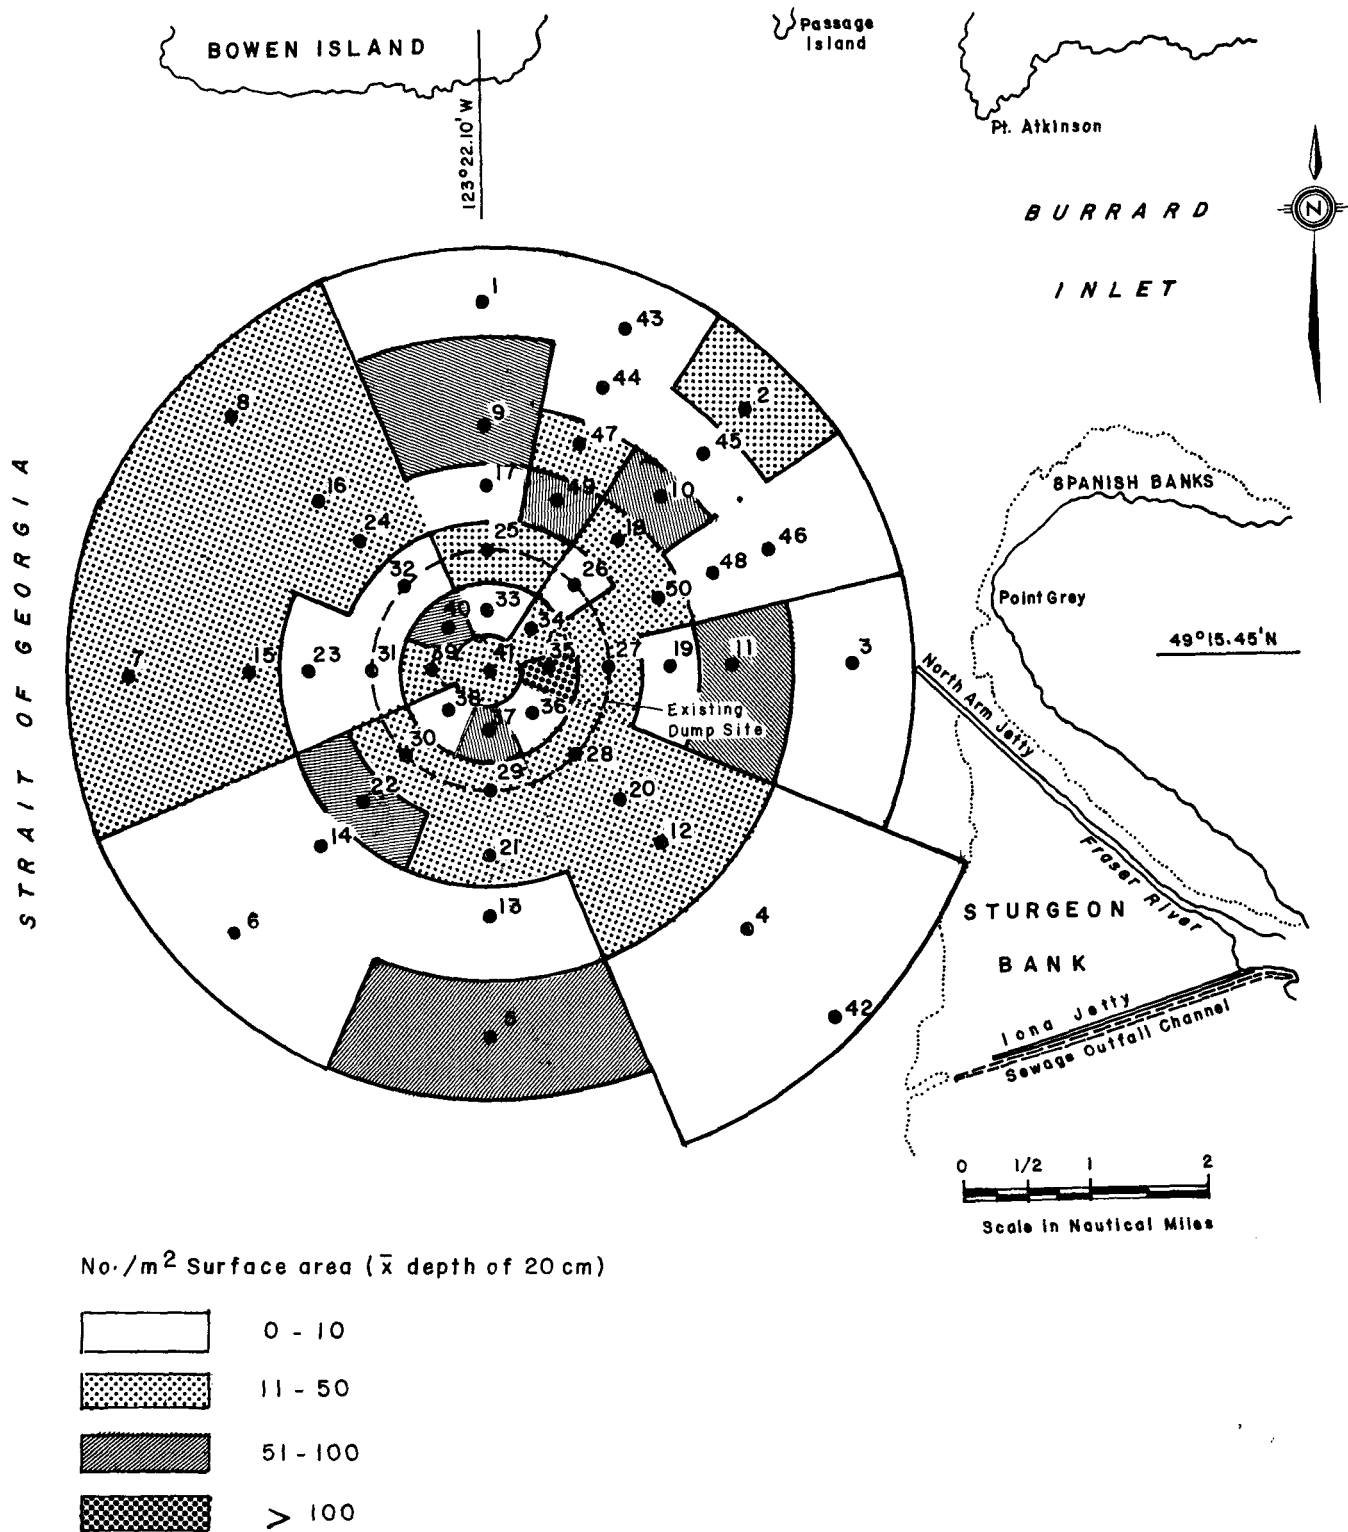 BOWEN ISLAND
Passage
Island
123°22.10' W
Pt. Atkinson
BURRARD
INLET
N
1
43
44
2
8
9
47
45
16
17
49
10
24
25
18
46
32
26
48
50
33
40
34
STRAIT OF GEORGIA
7
15
23
31
39
41
35
27
19
11
3
38
37
36
Existing
Dump Site
30
28
29
22
20
14
21
12
13
6
4
5
42
SPANISH BANKS
Point Grey
49°15.45'N
North Arm Jetty
Fraser River
STURGEON
BANK
Iona Jetty
Sewage Outfall Channel
0 1/2 1 2
Scale in Nautical Miles
No./m² Surface area (x̄ depth of 20 cm)
0 - 10
11 - 50
51 - 100
> 100